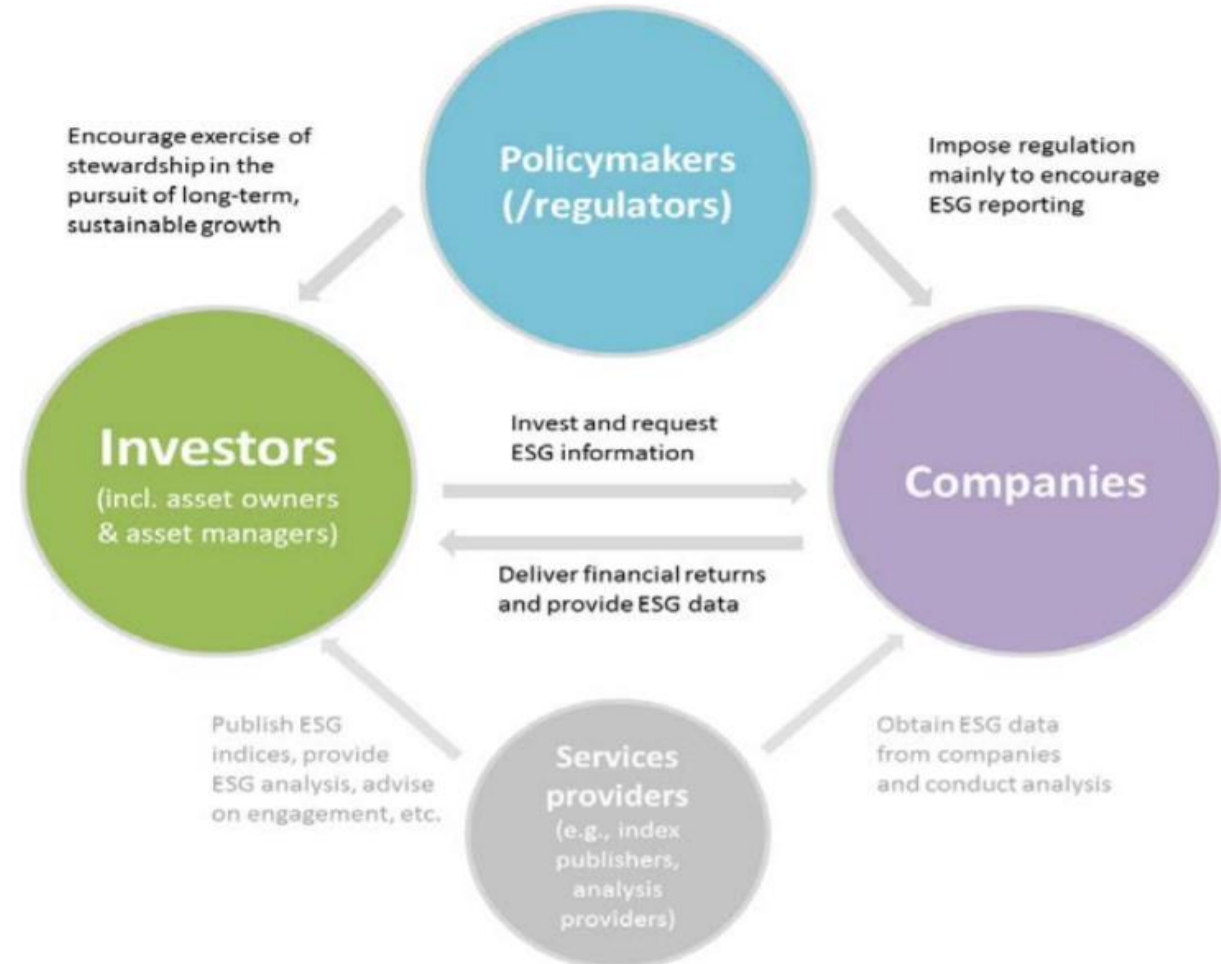 Encourage exercise of
stewardship in the
pursuit of long-term,
sustainable growth
Policymakers
(/regulators)
Impose regulation
mainly to encourage
ESG reporting
Investors
(incl. asset owners
& asset managers)
Invest and request
ESG information
Deliver financial returns
and provide ESG data
Companies
Publish ESG
indices, provide
ESG analysis, advise
on engagement, etc.
Services
providers
(e.g., index
publishers,
analysis
providers)
Obtain ESG data
from companies
and conduct analysis